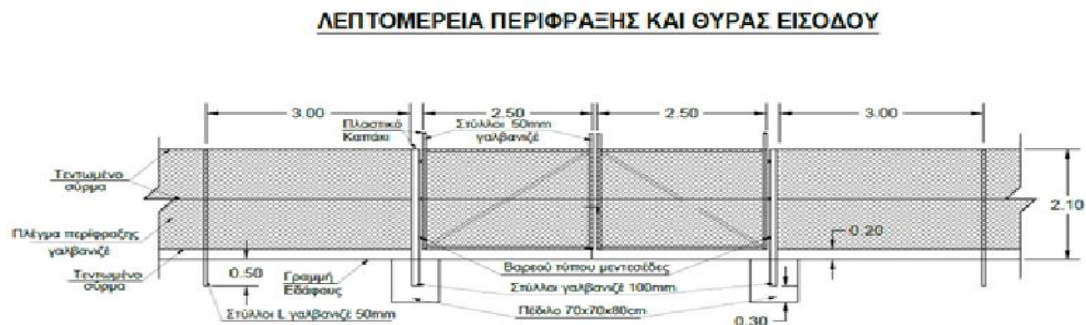 ΛΕΠΤΟΜΕΡΕΙΑ ΠΕΡΙΦΡΑΞΗΣ ΚΑΙ ΘΥΡΑΣ ΕΙΣΟΔΟΥ
3.00
2.50
2.50
3.00
Πλαστικό
Καπάκι
Στύλλοι 50mm
γαλβανιζέ
Τεντωμένο
σύρμα
2.10
Πλέγμα περίφραξης
γαλβανιζέ
0.20
Τεντωμένο
σύρμα
0.50
Γραμμή
Εδάφους
Βαρεού τύπου μεντεσέδες
Στύλλοι γαλβανιζέ 100mm
Στύλλοι L γαλβανιζέ 50mm
Πέδιλο 70x70x80cm
0.30